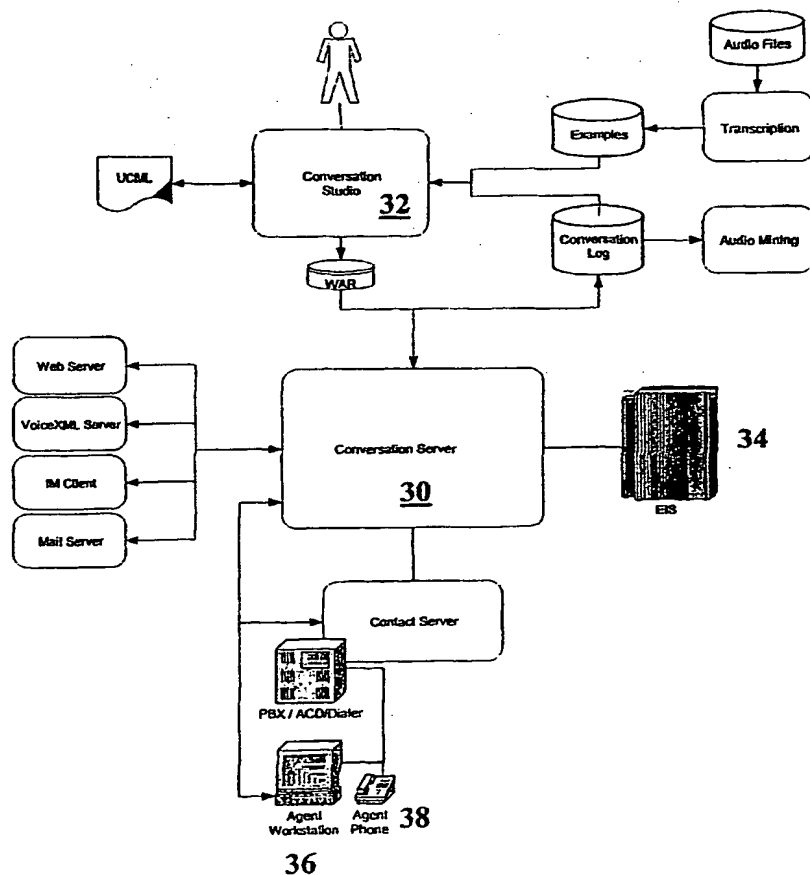 Audio Files
Transcription
Examples
UCML
Conversation
Studio
32
Conversation
Log
Audio Mining
WAR
Web Server
VoiceXML Server
IM Client
Mail Server
Conversation Server
30
34
EIS
Contact Server
PBX / ACD/Dialer
Agent
Workstation
Agent
Phone
38
36